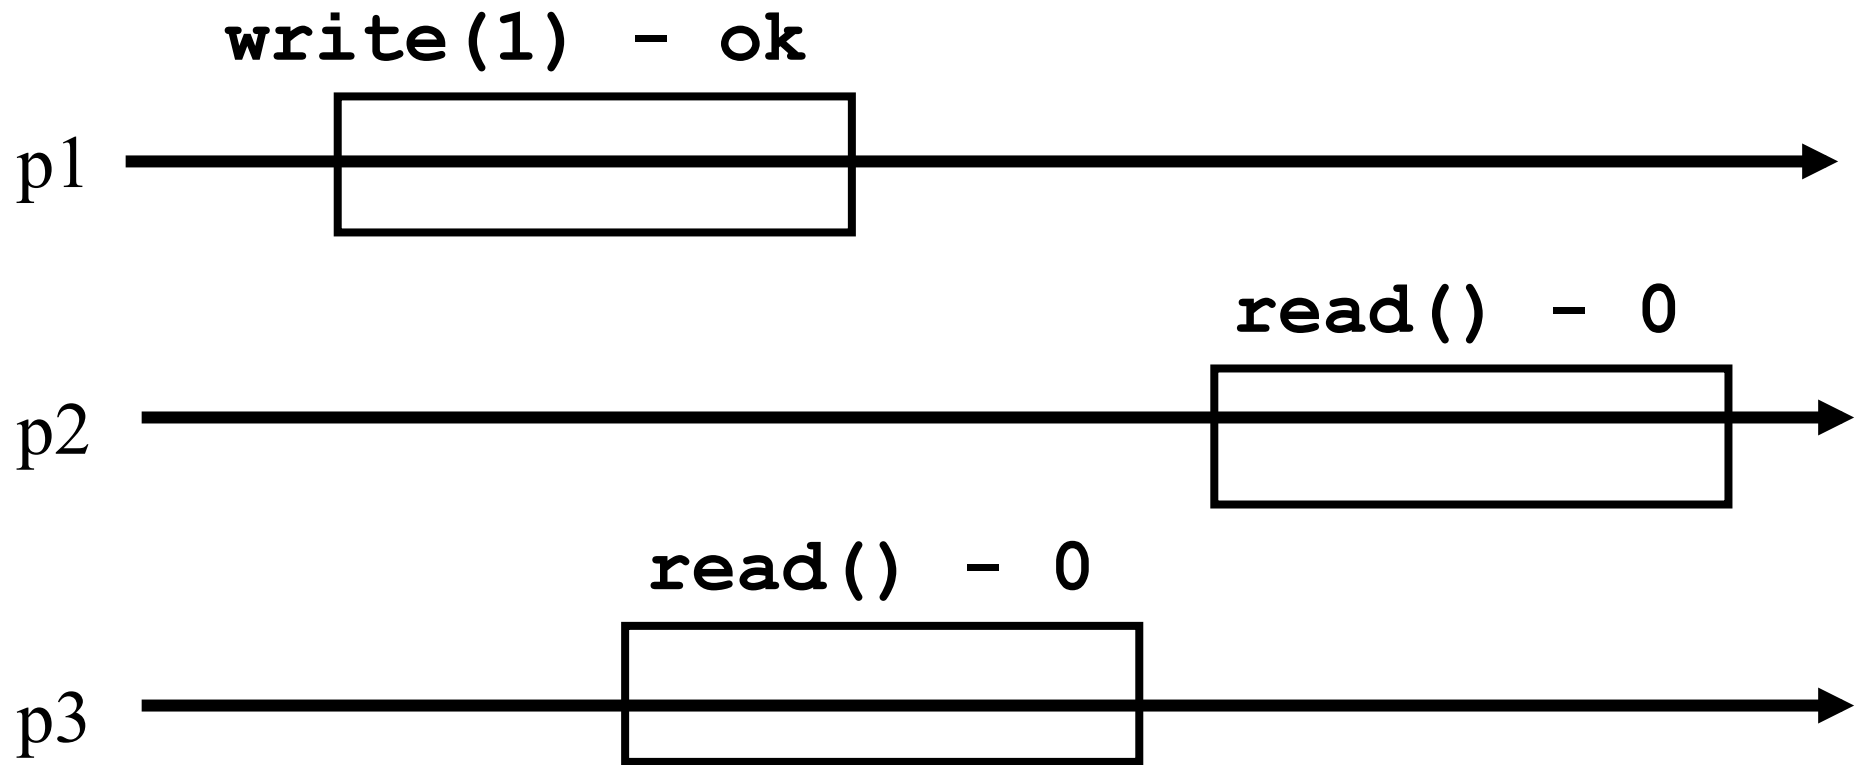 write(1) - ok
p1
read() - 0
p2
read() - 0
p3